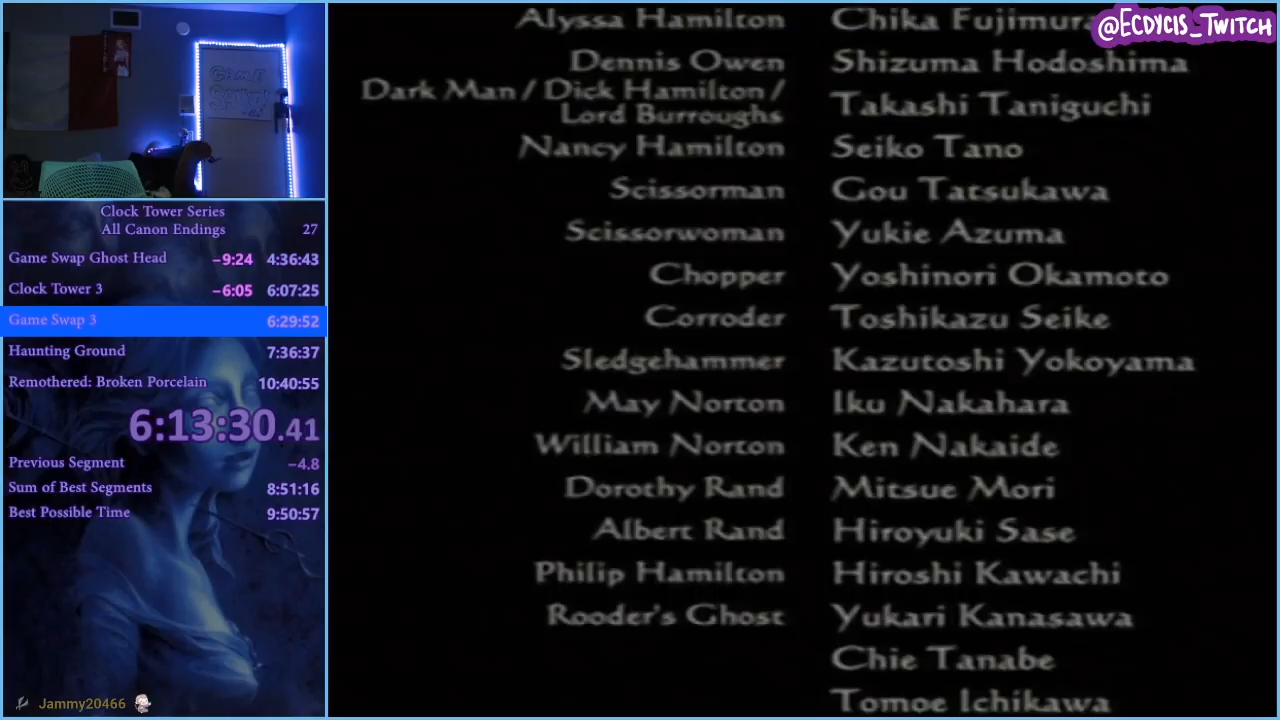 @Ecdycis_Twitch
Clock Tower Series
All Canon Endings 27
Game Swap Ghost Head −9:24 4:36:43
Clock Tower 3 −6:05 6:07:25
Game Swap 3 6:29:52
Haunting Ground 7:36:37
Remothered: Broken Porcelain 10:40:55
6:13:30.41
Previous Segment −4.8
Sum of Best Segments 8:51:16
Best Possible Time 9:50:57
Jammy20466
Alyssa Hamilton Chika Fujimura
Dennis Owen Shizuma Hodoshima
Dark Man / Dick Hamilton /
Lord Burroughs Takashi Taniguchi
Nancy Hamilton Seiko Tano
Scissorman Gou Tatsukawa
Scissorwoman Yukie Azuma
Chopper Yoshinori Okamoto
Corroder Toshikazu Seike
Sledgehammer Kazutoshi Yokoyama
May Norton Iku Nakahara
William Norton Ken Nakaide
Dorothy Rand Mitsue Mori
Albert Rand Hiroyuki Sase
Philip Hamilton Hiroshi Kawachi
Rooder's Ghost Yukari Kanasawa
Chie Tanabe
Tomoe Ichikawa